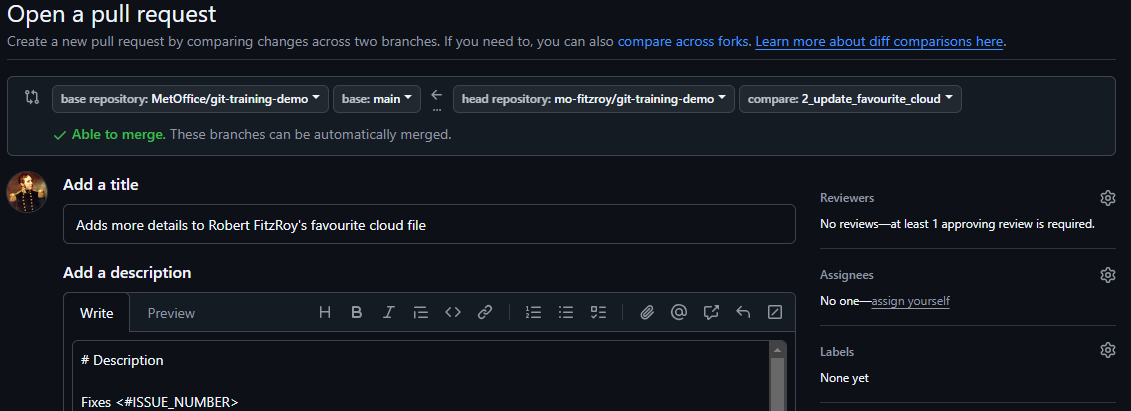 Open a pull request
Create a new pull request by comparing changes across two branches. If you need to, you can also compare across forks. Learn more about diff comparisons here.
base repository: MetOffice/git-training-demo base: main ← ... head repository: mo-fitzroy/git-training-demo compare: 2_update_favourite_cloud
✓ Able to merge. These branches can be automatically merged.
Add a title
Adds more details to Robert FitzRoy's favourite cloud file
Add a description
Write Preview
# Description
Fixes <#ISSUE_NUMBER>
Reviewers
No reviews—at least 1 approving review is required.
Assignees
No one—assign yourself
Labels
None yet